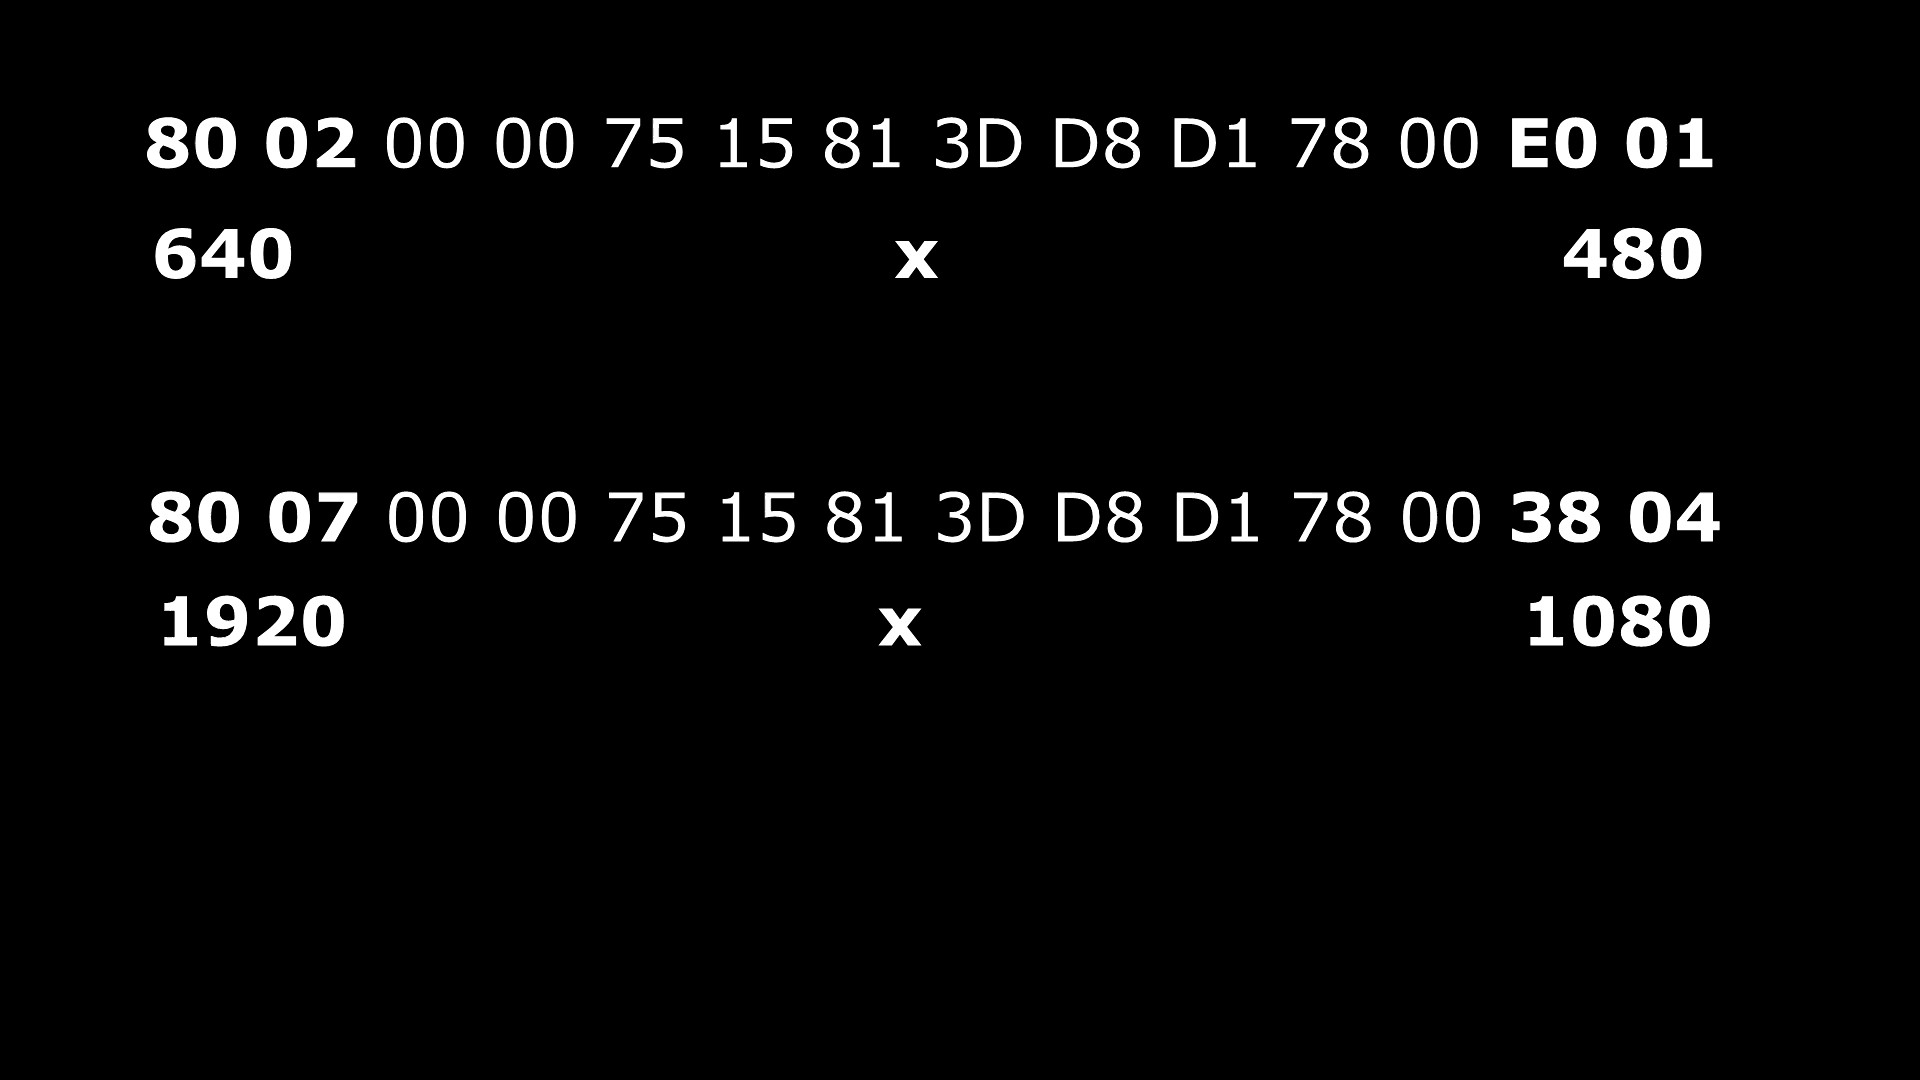 80 02 00 00 75 15 81 3D D8 D1 78 00 E0 01
640 x 480
80 07 00 00 75 15 81 3D D8 D1 78 00 38 04
1920 x 1080